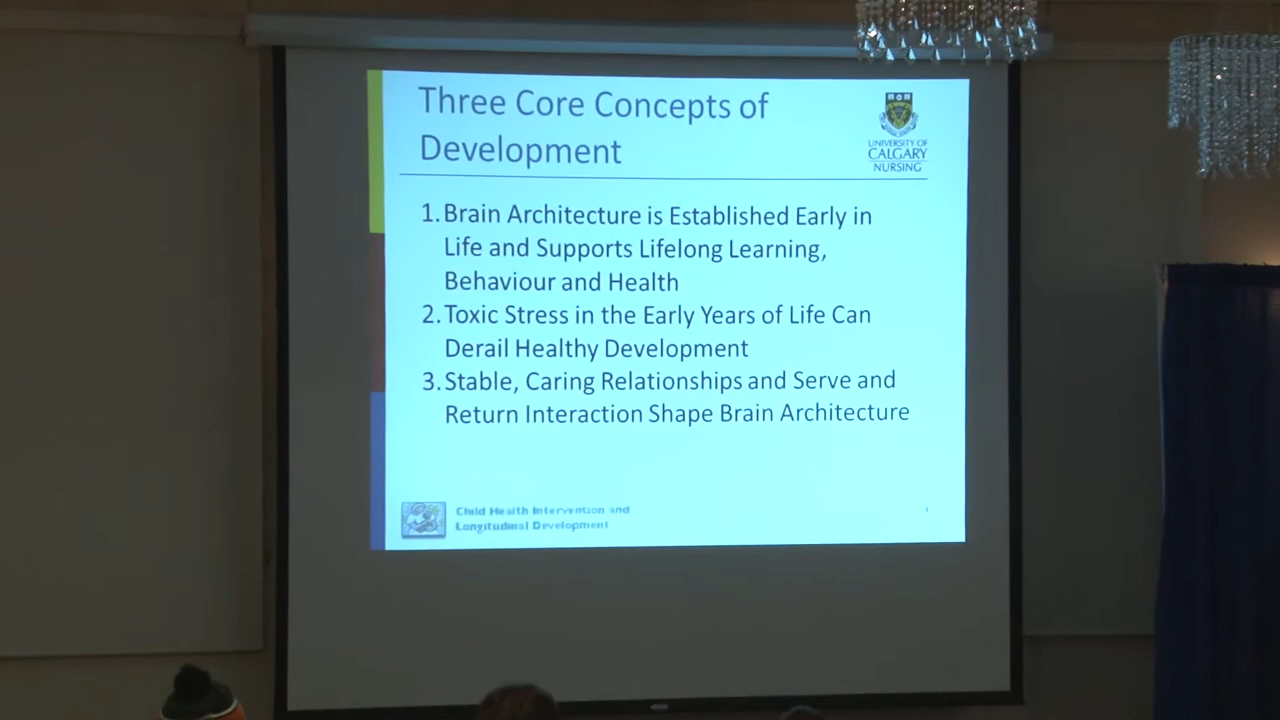 Three Core Concepts of
Development
UNIVERSITY OF
CALGARY
NURSING
1. Brain Architecture is Established Early in
Life and Supports Lifelong Learning,
Behaviour and Health
2. Toxic Stress in the Early Years of Life Can
Derail Healthy Development
3. Stable, Caring Relationships and Serve and
Return Interaction Shape Brain Architecture
Child Health Intervention and
Longitudinal Development